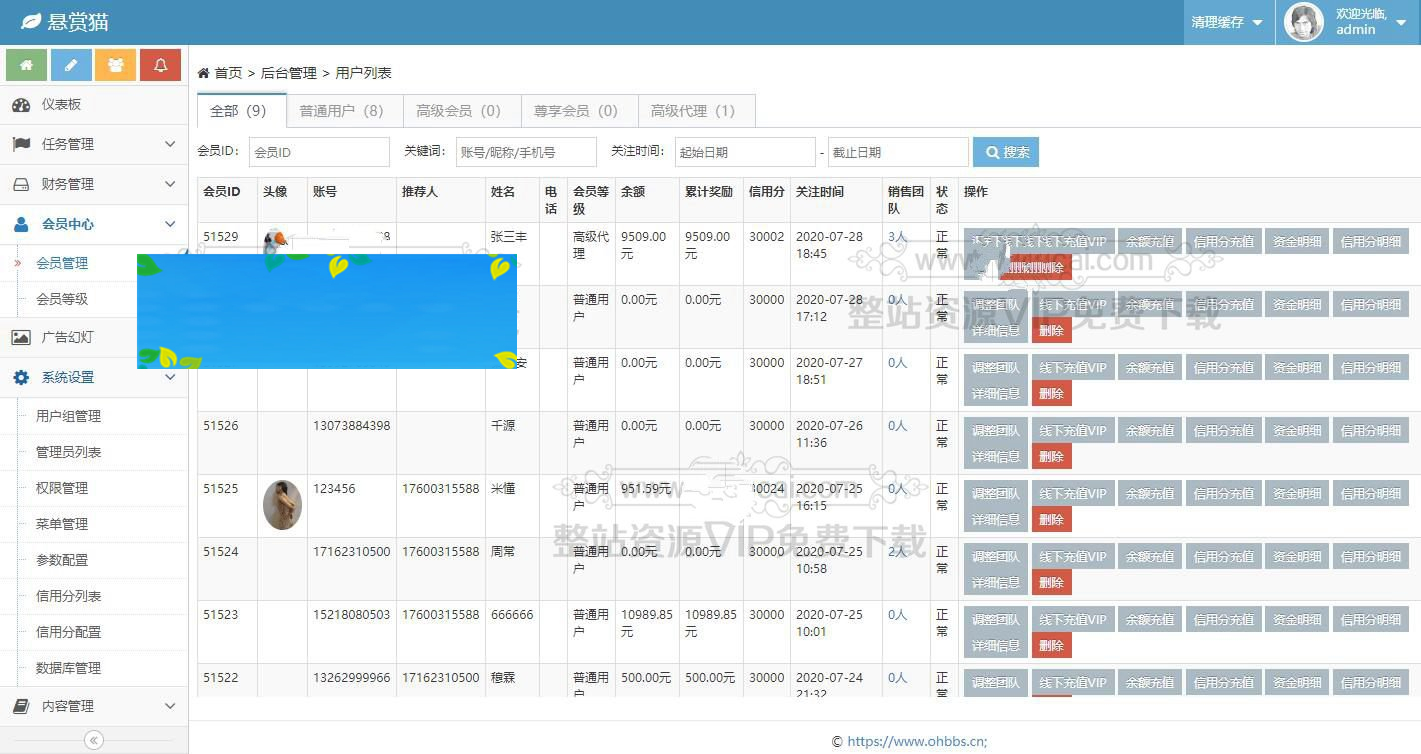 悬赏猫
清理缓存
欢迎光临,
admin
首页 > 后台管理 > 用户列表
仪表板
任务管理
财务管理
会员中心
会员管理
会员等级
广告幻灯
系统设置
用户组管理
管理员列表
权限管理
菜单管理
参数配置
信用分列表
信用分配置
数据库管理
内容管理
全部（9） 普通用户（8） 高级会员（0） 尊享会员（0） 高级代理（1）
会员ID: 会员ID 关键词: 账号/昵称/手机号 关注时间: 起始日期 - 截止日期 搜索
会员ID 头像 账号 推荐人 姓名 电话 会员等级 余额 累计奖励 信用分 关注时间 销售团队 状态 操作
51529 张三丰 高级代理 9509.00元 9509.00元 30002 2020-07-28 18:45 3人 正常 余额充值 信用分充值 资金明细 信用分明细
普通用户 0.00元 0.00元 30000 2020-07-28 17:12 0人 正常 调整团队 线下充值VIP 余额充值 信用分充值 资金明细 信用分明细
详细信息 删除
安 普通用户 0.00元 0.00元 30000 2020-07-27 18:51 0人 正常 调整团队 线下充值VIP 余额充值 信用分充值 资金明细 信用分明细
详细信息 删除
51526 13073884398 千源 普通用户 0.00元 0.00元 30000 2020-07-26 11:36 0人 正常 调整团队 线下充值VIP 余额充值 信用分充值 资金明细 信用分明细
详细信息 删除
51525 123456 17600315588 米懂 普通用户 951.59元 30024 2020-07-25 16:15 0人 正常 调整团队 线下充值VIP 余额充值 信用分充值 资金明细 信用分明细
详细信息 删除
51524 17162310500 17600315588 周常 普通用户 0.00元 0.00元 30000 2020-07-25 10:58 2人 正常 调整团队 线下充值VIP 余额充值 信用分充值 资金明细 信用分明细
详细信息 删除
51523 15218080503 17600315588 666666 普通用户 10989.85元 10989.85元 30000 2020-07-25 10:01 0人 正常 调整团队 线下充值VIP 余额充值 信用分充值 资金明细 信用分明细
详细信息 删除
51522 13262999966 17162310500 穆霖 普通用户 500.00元 500.00元 30000 2020-07-24 21:32 0人 正常 调整团队 线下充值VIP 余额充值 信用分充值 资金明细 信用分明细
整站资源VIP免费下载
整站资源VIP免费下载
© https://www.ohbbs.cn;